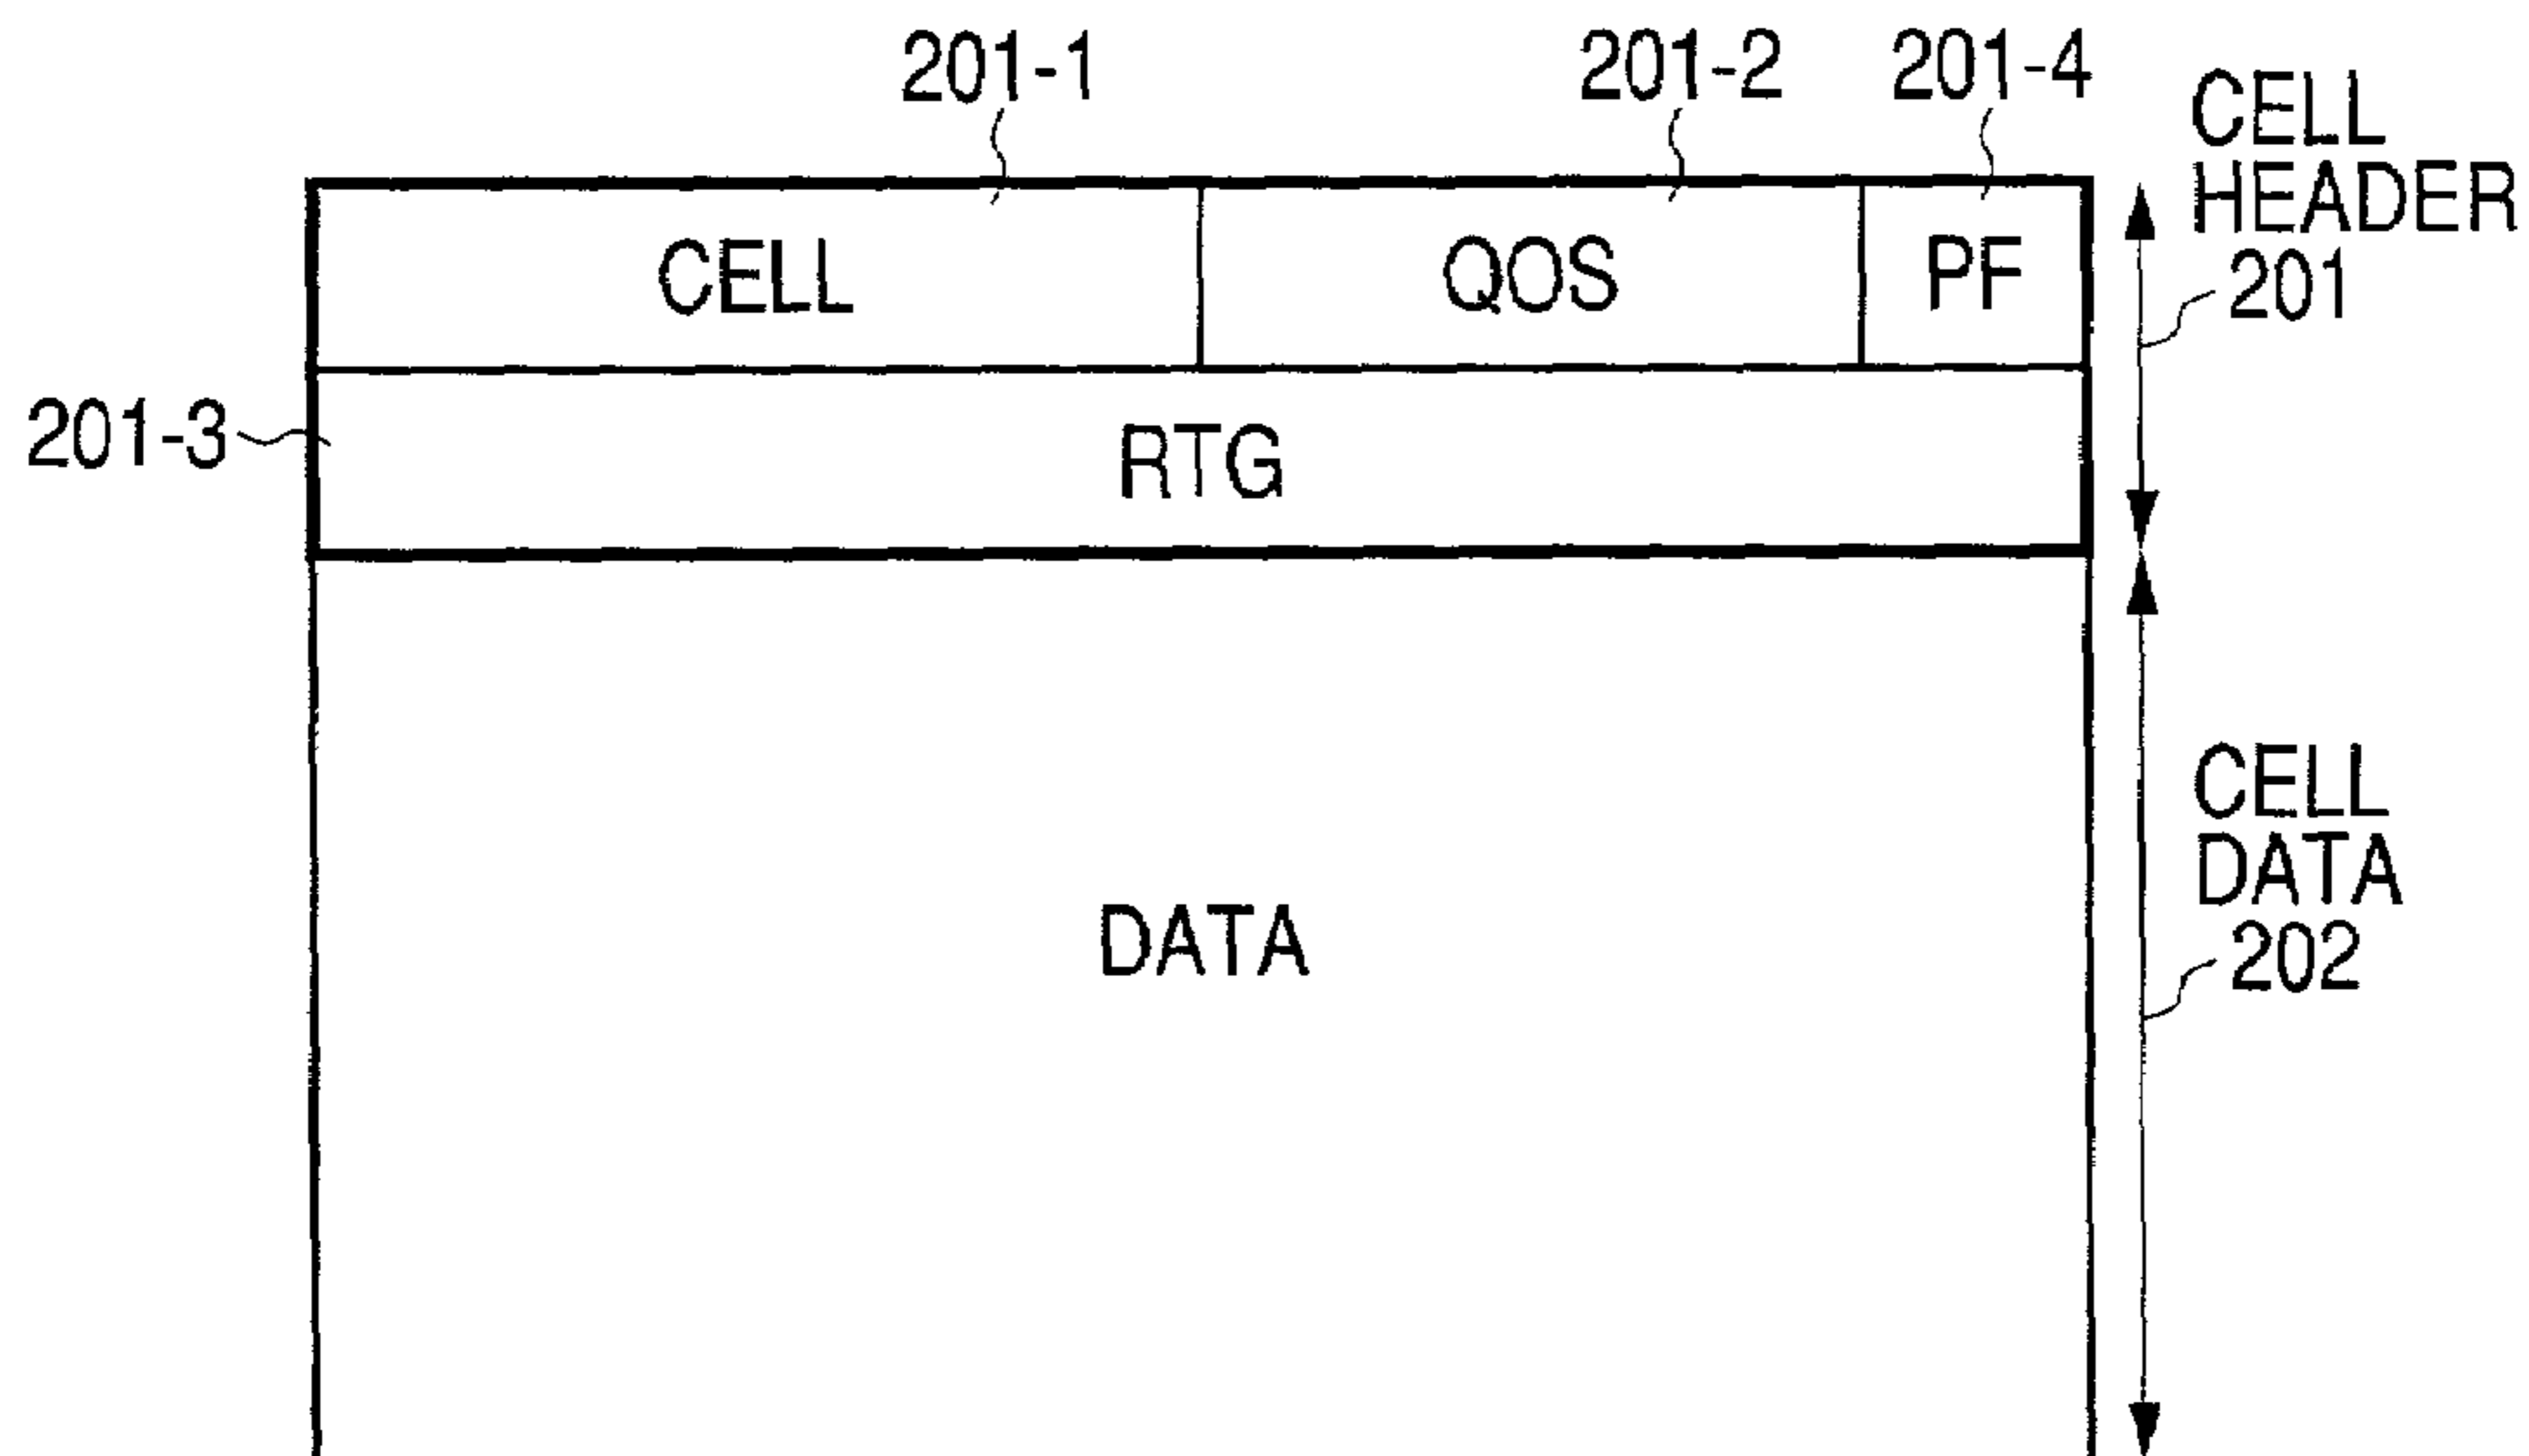 201-1 201-2 201-4
CELL
HEADER
201
CELL QOS PF
201-3
RTG
DATA
CELL
DATA
202